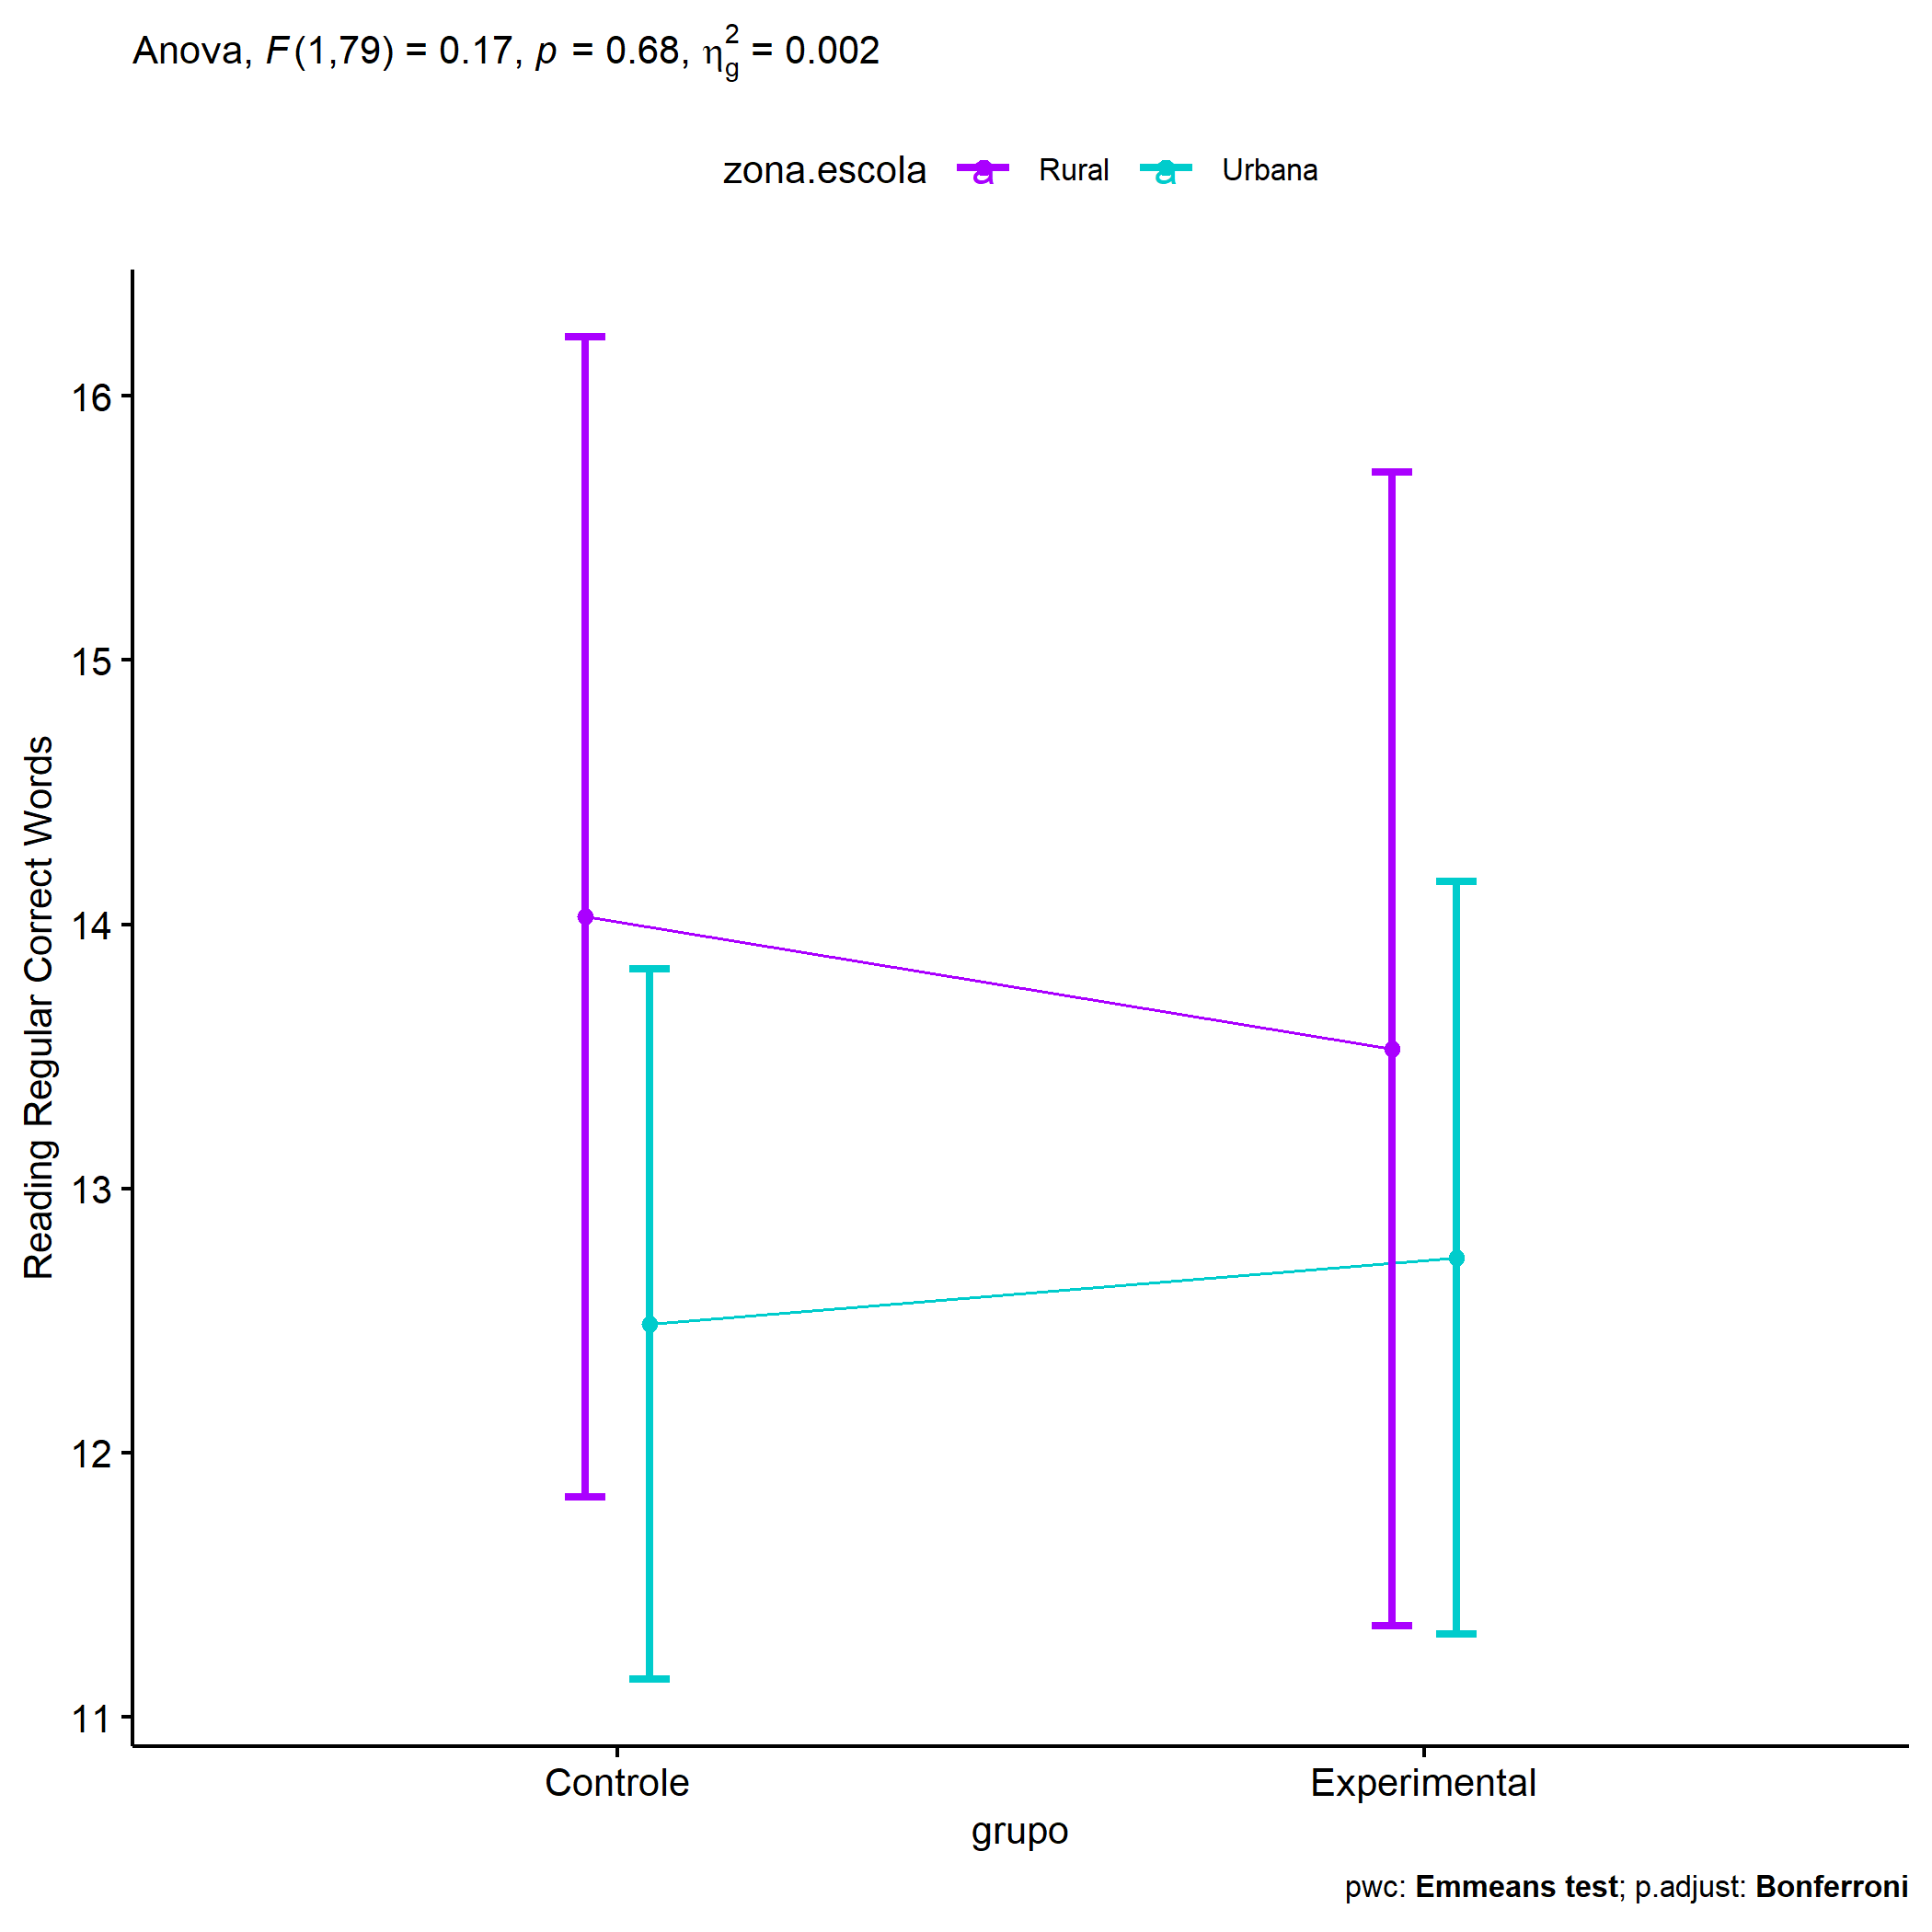 Anova, F(1,79) = 0.17, p = 0.68, η²g = 0.002
zona.escola a Rural a Urbana
16
15
14
13
12
11
Reading Regular Correct Words
Controle Experimental
grupo
pwc: Emmeans test; p.adjust: Bonferroni